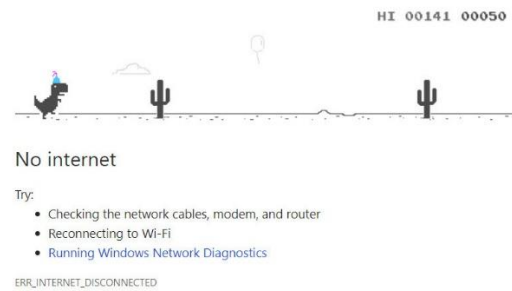 HI 00141 00050
No internet
Try:
• Checking the network cables, modem, and router
• Reconnecting to Wi-Fi
• Running Windows Network Diagnostics
ERR_INTERNET_DISCONNECTED